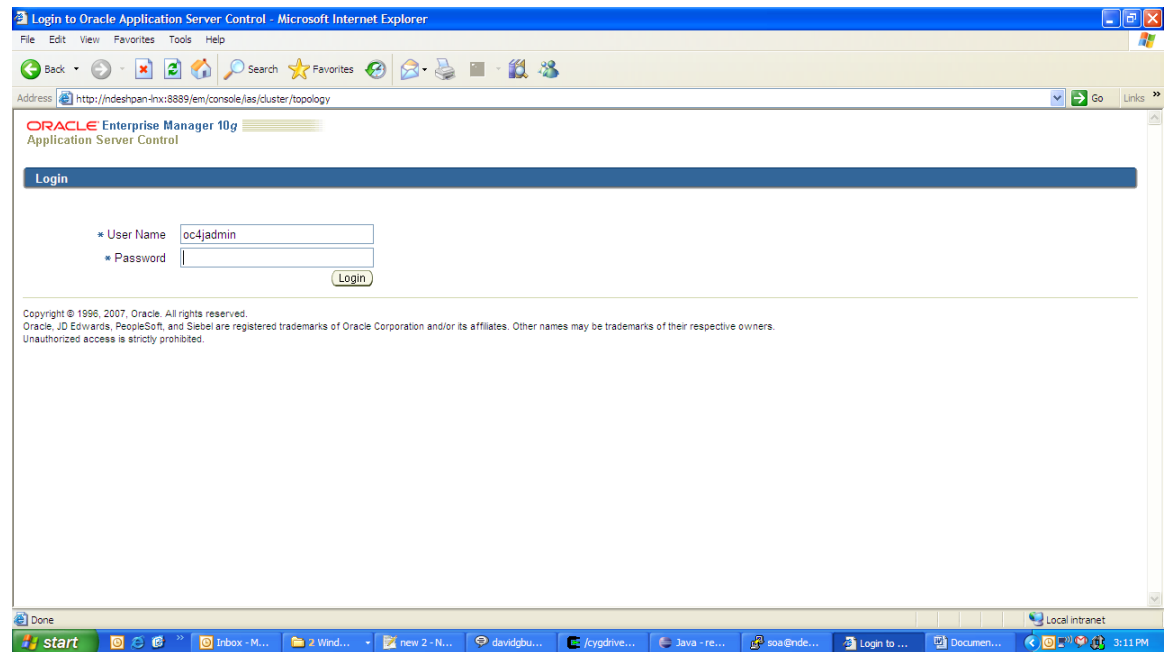 Login to Oracle Application Server Control - Microsoft Internet Explorer
File Edit View Favorites Tools Help
Back Search Favorites
Address http://ndeshpan-lnx:8889/em/console/ias/cluster/topology Go Links »
ORACLE Enterprise Manager 10g
Application Server Control
Login
* User Name oc4jadmin
* Password
Login
Copyright © 1996, 2007, Oracle. All rights reserved.
Oracle, JD Edwards, PeopleSoft, and Siebel are registered trademarks of Oracle Corporation and/or its affiliates. Other names may be trademarks of their respective owners.
Unauthorized access is strictly prohibited.
Done Local intranet
start » Inbox - M... 2 Wind... new 2 - N... davidgbu... /cygdrive... Java - re... soa@nde... Login to ... Documen... 3:11 PM